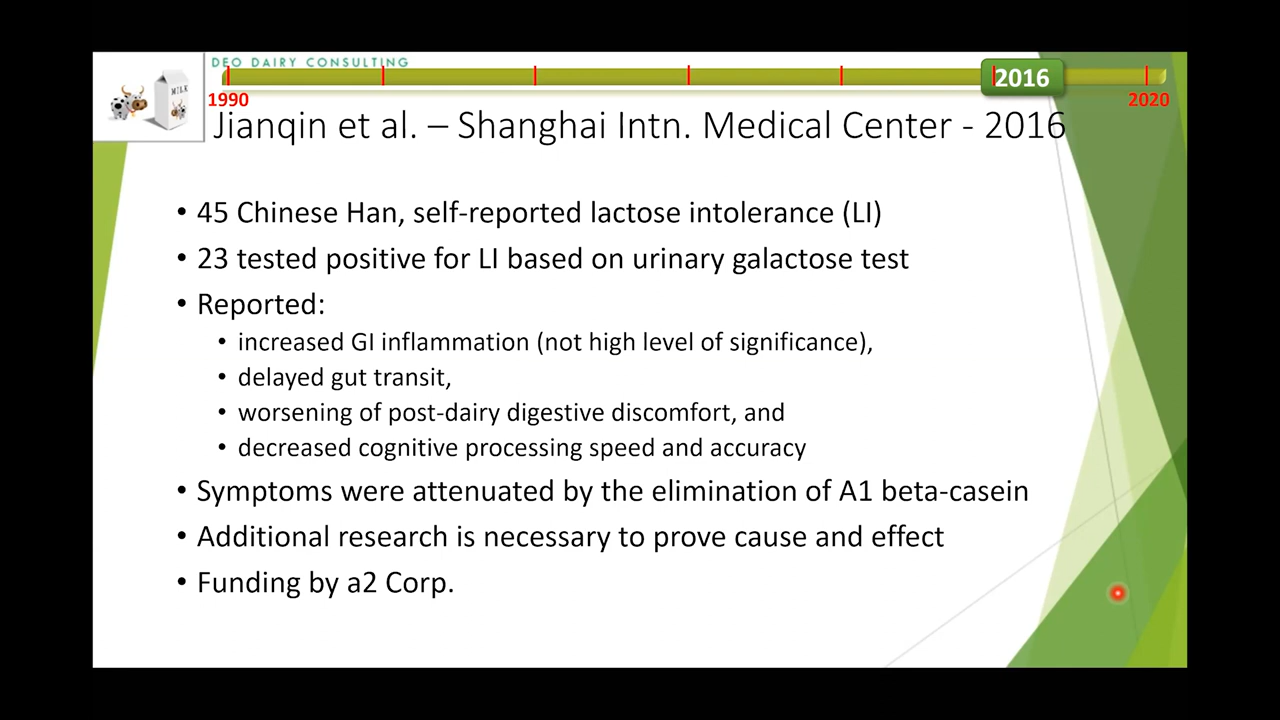 DEO DAIRY CONSULTING
MILK
2016
1990
2020
Jianqin et al. – Shanghai Intn. Medical Center - 2016
• 45 Chinese Han, self-reported lactose intolerance (LI)
• 23 tested positive for LI based on urinary galactose test
• Reported:
• increased GI inflammation (not high level of significance),
• delayed gut transit,
• worsening of post-dairy digestive discomfort, and
• decreased cognitive processing speed and accuracy
• Symptoms were attenuated by the elimination of A1 beta-casein
• Additional research is necessary to prove cause and effect
• Funding by a2 Corp.